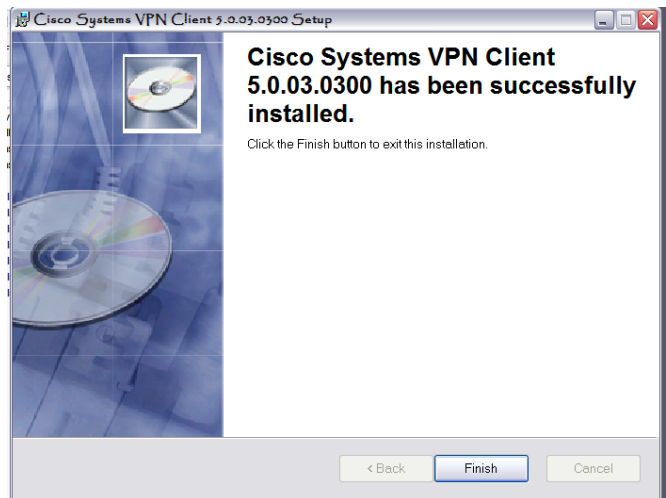 Cisco Systems VPN Client 5.0.03.0300 Setup
Cisco Systems VPN Client
5.0.03.0300 has been successfully
installed.
Click the Finish button to exit this installation.
< Back
Finish
Cancel